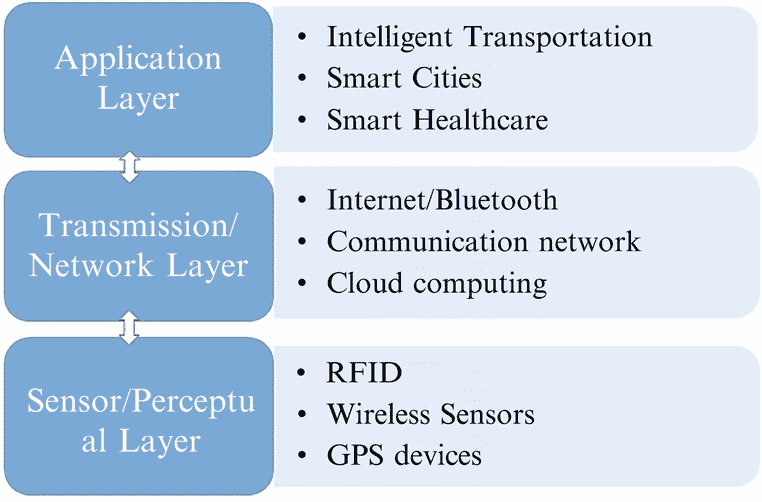 Application
Layer
• Intelligent Transportation
• Smart Cities
• Smart Healthcare
Transmission/
Network Layer
• Internet/Bluetooth
• Communication network
• Cloud computing
Sensor/Perceptu
al Layer
• RFID
• Wireless Sensors
• GPS devices